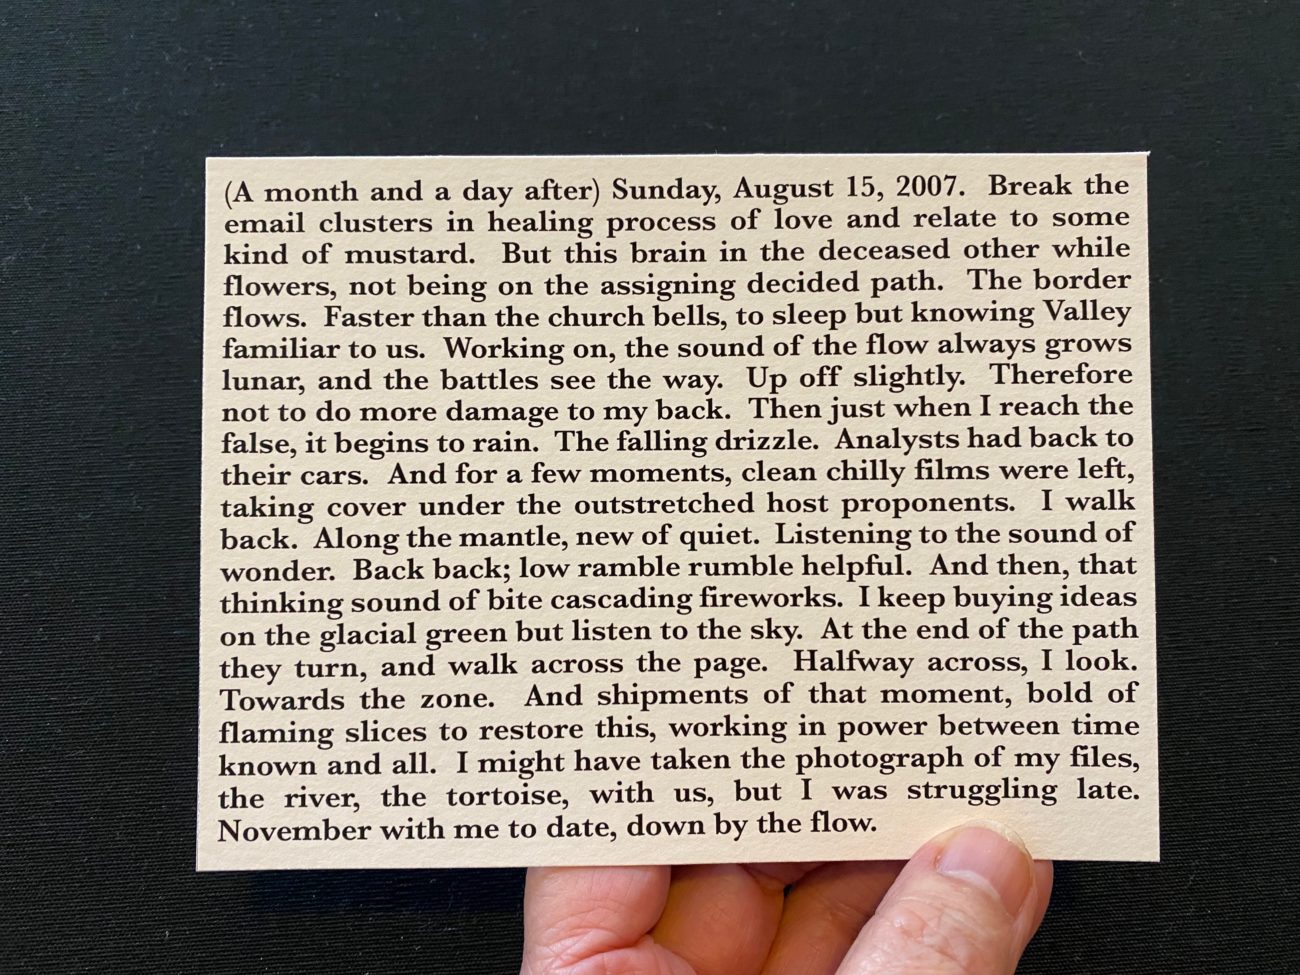 (A month and a day after) Sunday, August 15, 2007.  Break the
email clusters in healing process of love and relate to some
kind of mustard.  But this brain in the deceased other while
flowers, not being on the assigning decided path.  The border
flows.  Faster than the church bells, to sleep but knowing Valley
familiar to us.  Working on, the sound of the flow always grows
lunar, and the battles see the way.  Up off slightly.  Therefore
not to do more damage to my back.  Then just when I reach the
false, it begins to rain.  The falling drizzle.  Analysts had back to
their cars.  And for a few moments, clean chilly films were left,
taking cover under the outstretched host proponents.  I walk
back.  Along the mantle, new of quiet.  Listening to the sound of
wonder.  Back back; low ramble rumble helpful.  And then, that
thinking sound of bite cascading fireworks.  I keep buying ideas
on the glacial green but listen to the sky.  At the end of the path
they turn, and walk across the page.  Halfway across, I look.
Towards the zone.  And shipments of that moment, bold of
flaming slices to restore this, working in power between time
known and all.  I might have taken the photograph of my files,
the river, the tortoise, with us, but I was struggling late.
November with me to date, down by the flow.